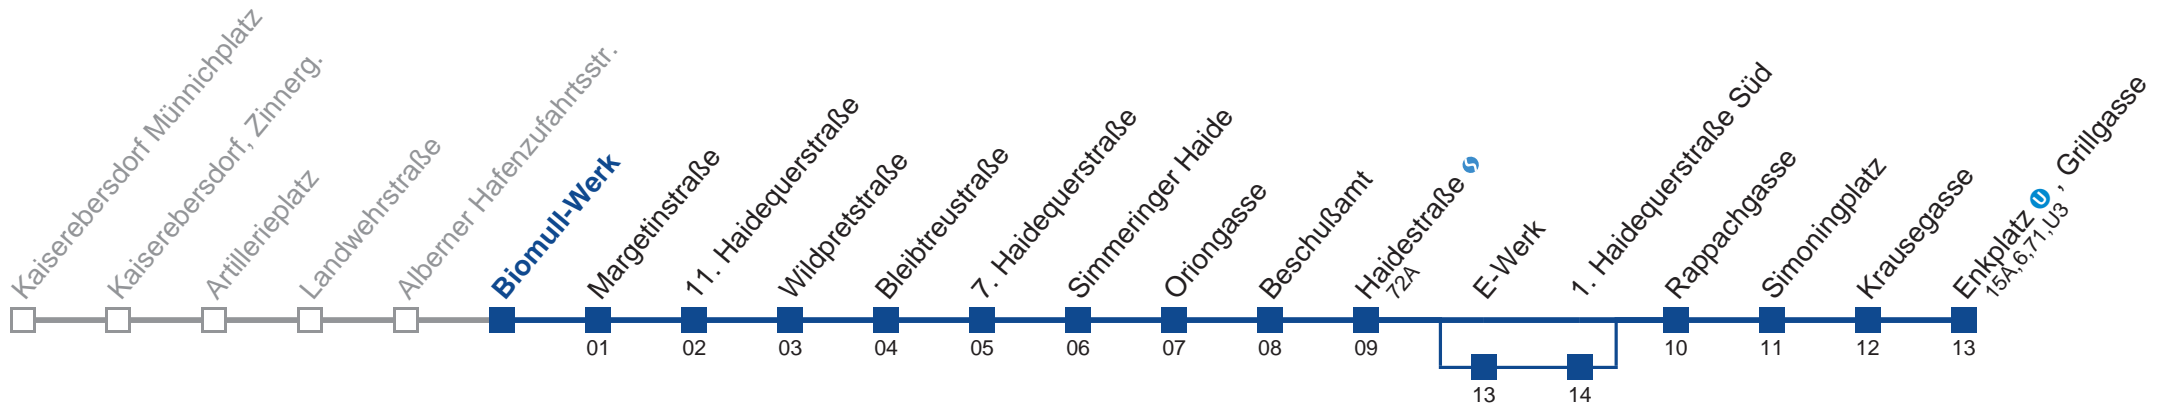 Kaiserebersdorf Münnichplatz
Kaiserebersdorf, Zinnerg.
Artillerieplatz
Landwehrstraße
Alberner Hafenzufahrtsstr.
Biomüll-Werk
Margetinstraße
11. Haidequerstraße
Wildpretstraße
Bleibtreustraße
7. Haidequerstraße
Simmeringer Haide
Oriongasse
Beschußamt
Haidestraße S
72A
E-Werk
1. Haidequerstraße Süd
Rappachgasse
Simoningplatz
Krausegasse
Enkplatz U , Grillgasse
15A,6,71,U3
01 02 03 04 05 06 07 08 09 10 11 12 13
13 14